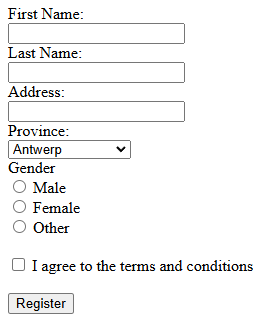 First Name:
Last Name:
Address:
Province:
Antwerp
Gender
Male
Female
Other
I agree to the terms and conditions
Register